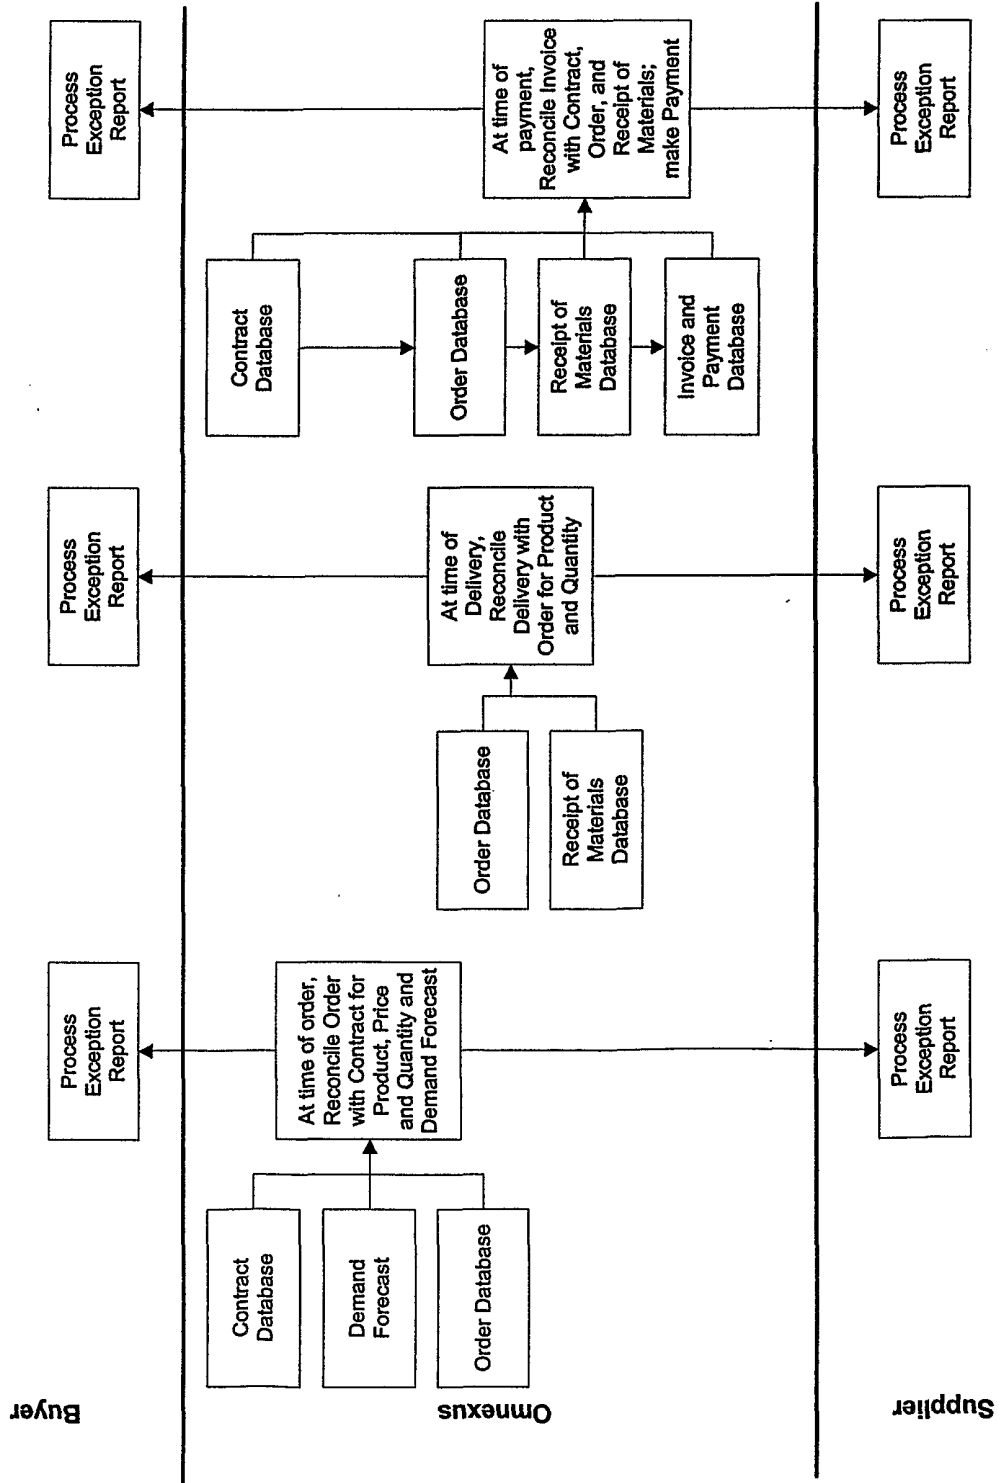 Buyer
Process
Exception
Report
Process
Exception
Report
Process
Exception
Report
Omnexus
Contract
Database
Demand
Forecast
Order Database
At time of order,
Reconcile Order
with Contract for
Product, Price
and Quantity and
Demand Forecast
Order Database
Receipt of
Materials
Database
At time of
Delivery,
Reconcile
Delivery with
Order for Product
and Quantity
Contract
Database
Order Database
Receipt of
Materials
Database
Invoice and
Payment
Database
At time of
payment,
Reconcile Invoice
with Contract,
Order, and
Receipt of
Materials;
make Payment
Supplier
Process
Exception
Report
Process
Exception
Report
Process
Exception
Report